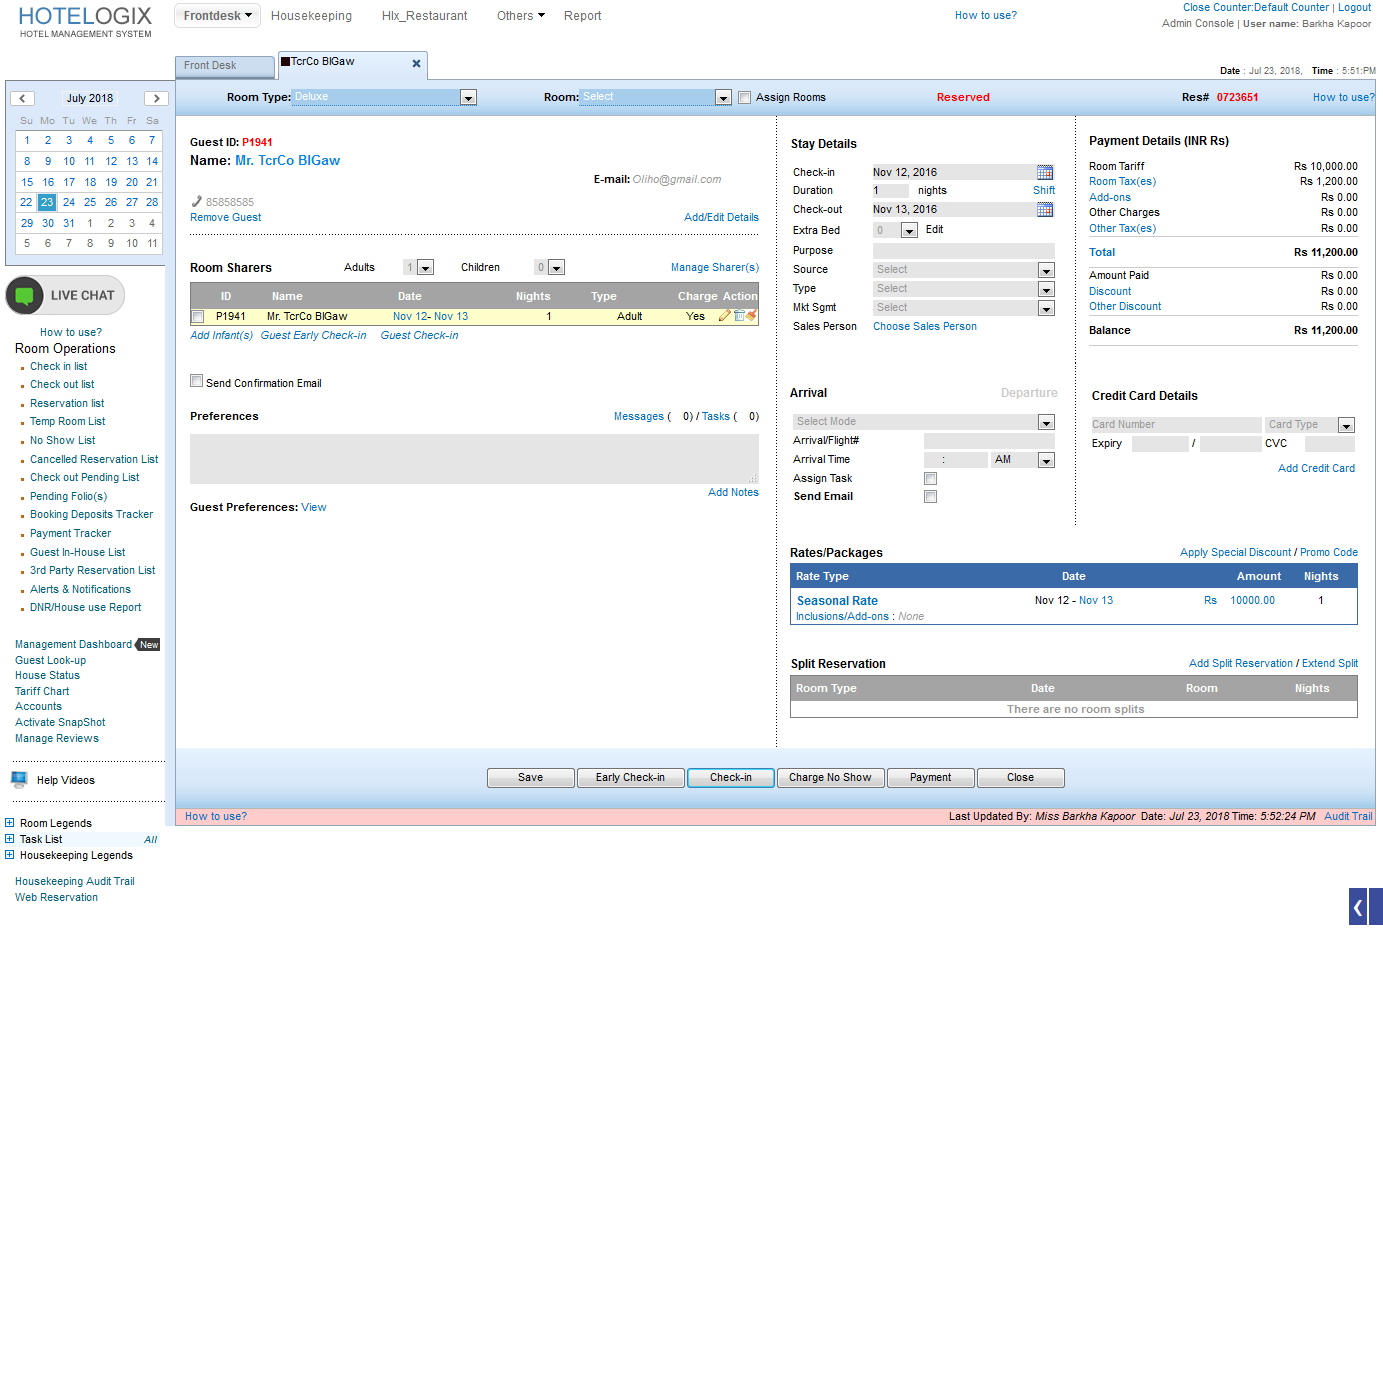 HOTELOGIX
HOTEL MANAGEMENT SYSTEM
Frontdesk Housekeeping Hlx_Restaurant Others Report
How to use?
Close Counter:Default Counter | Logout
Admin Console | User name: Barkha Kapoor
Front Desk
TcrCo BIGaw
Date : Jul 23, 2018, Time : 5:51:PM
Room Type: Deluxe Room: Select Assign Rooms Reserved Res# 0723651 How to use?
July 2018
Su Mo Tu We Th Fr Sa
1 2 3 4 5 6 7
8 9 10 11 12 13 14
15 16 17 18 19 20 21
22 23 24 25 26 27 28
29 30 31 1 2 3 4
5 6 7 8 9 10 11
LIVE CHAT
How to use?
Room Operations
Check in list
Check out list
Reservation list
Temp Room List
No Show List
Cancelled Reservation List
Check out Pending List
Pending Folio(s)
Booking Deposits Tracker
Payment Tracker
Guest In-House List
3rd Party Reservation List
Alerts & Notifications
DNR/House use Report
Management Dashboard New
Guest Look-up
House Status
Tariff Chart
Accounts
Activate SnapShot
Manage Reviews
Help Videos
Room Legends
Task List All
Housekeeping Legends
Housekeeping Audit Trail
Web Reservation
Guest ID: P1941
Name: Mr. TcrCo BIGaw
E-mail: Oliho@gmail.com
85858585
Remove Guest Add/Edit Details
Room Sharers Adults 1 Children 0 Manage Sharer(s)
ID Name Date Nights Type Charge Action
P1941 Mr. TcrCo BIGaw Nov 12- Nov 13 1 Adult Yes
Add Infant(s) Guest Early Check-in Guest Check-in
Send Confirmation Email
Preferences Messages ( 0) / Tasks ( 0)
Add Notes
Guest Preferences: View
Stay Details
Check-in Nov 12, 2016
Duration 1 nights Shift
Check-out Nov 13, 2016
Extra Bed 0 Edit
Purpose
Source Select
Type Select
Mkt Sgmt Select
Sales Person Choose Sales Person
Arrival Departure
Select Mode
Arrival/Flight#
Arrival Time : AM
Assign Task
Send Email
Payment Details (INR Rs)
Room Tariff Rs 10,000.00
Room Tax(es) Rs 1,200.00
Add-ons Rs 0.00
Other Charges Rs 0.00
Other Tax(es) Rs 0.00
Total Rs 11,200.00
Amount Paid Rs 0.00
Discount Rs 0.00
Other Discount Rs 0.00
Balance Rs 11,200.00
Credit Card Details
Card Number Card Type
Expiry / CVC
Add Credit Card
Rates/Packages Apply Special Discount / Promo Code
Rate Type Date Amount Nights
Seasonal Rate Nov 12 - Nov 13 Rs 10000.00 1
Inclusions/Add-ons : None
Split Reservation Add Split Reservation / Extend Split
Room Type Date Room Nights
There are no room splits
Save Early Check-in Check-in Charge No Show Payment Close
How to use? Last Updated By: Miss Barkha Kapoor Date: Jul 23, 2018 Time: 5:52:24 PM Audit Trail